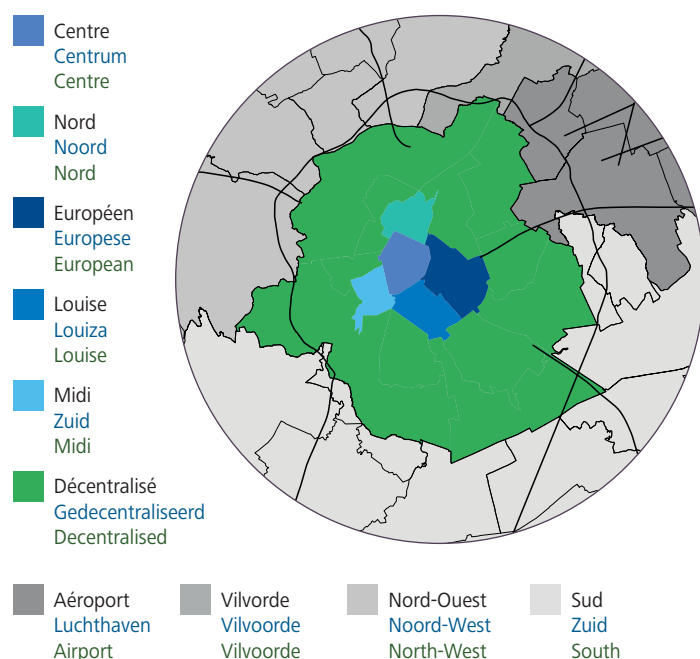 Centre
Centrum
Centre
Nord
Noord
Nord
Européen
Europese
European
Louise
Louiza
Louise
Midi
Zuid
Midi
Décentralisé
Gedecentraliseerd
Decentralised
Aéroport
Luchthaven
Airport
Vilvorde
Vilvoorde
Vilvoorde
Nord-Ouest
Noord-West
North-West
Sud
Zuid
South